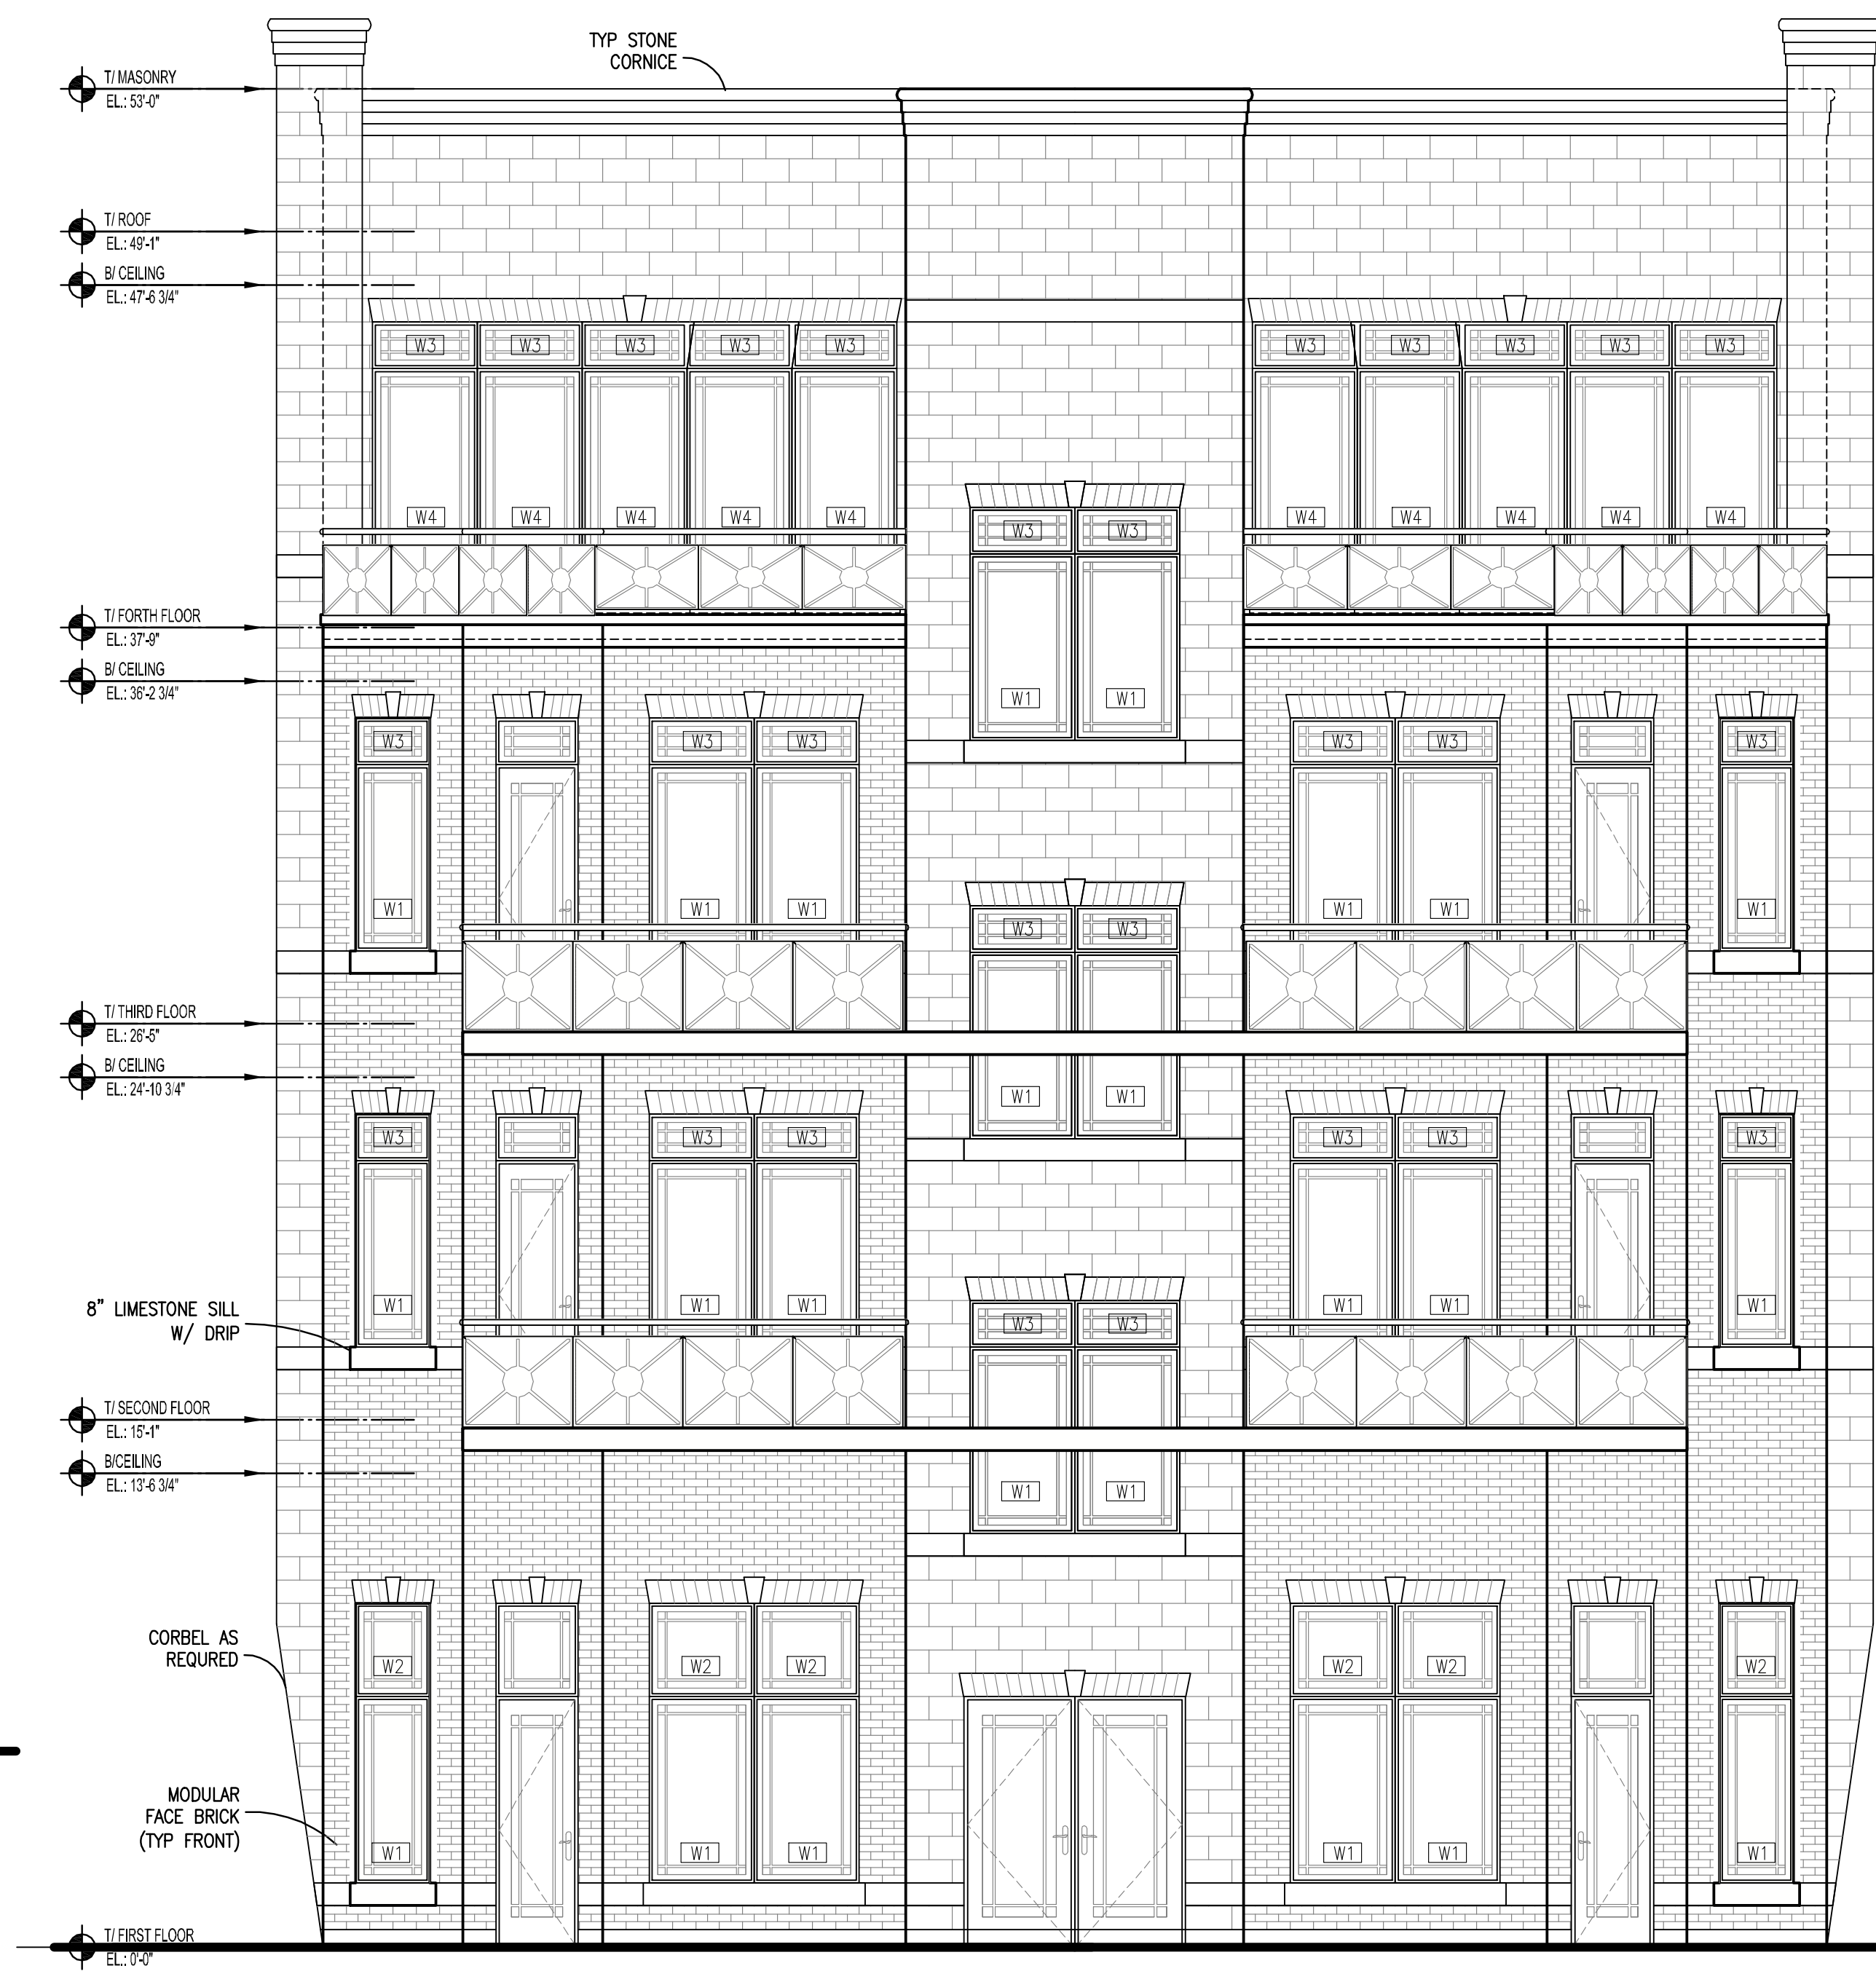 TYP STONE
CORNICE
T/ MASONRY
EL.: 53'-0"
T/ ROOF
EL.: 49'-1"
B/ CEILING
EL.: 47'-6 3/4"
W3 W3 W3 W3 W3 W3 W3 W3 W3 W3
W4 W4 W4 W4 W4 W4 W4 W4 W4 W4
W3 W3
T/ FORTH FLOOR
EL.: 37'-9"
B/ CEILING
EL.: 36'-2 3/4"
W1 W1
W3 W3 W3 W3 W3 W3
W1 W1 W1 W1 W1 W1
W3 W3
T/ THIRD FLOOR
EL.: 26'-5"
B/ CEILING
EL.: 24'-10 3/4"
W1 W1
W3 W3 W3 W3 W3 W3
W1 W1 W1 W1 W1 W1
W3 W3
8" LIMESTONE SILL
W/ DRIP
T/ SECOND FLOOR
EL.: 15'-1"
B/CEILING
EL.: 13'-6 3/4"
W1 W1
CORBEL AS
REQURED
W2 W2 W2 W2 W2 W2
MODULAR
FACE BRICK
(TYP FRONT)
W1 W1 W1 W1 W1 W1
T/ FIRST FLOOR
EL.: 0'-0"